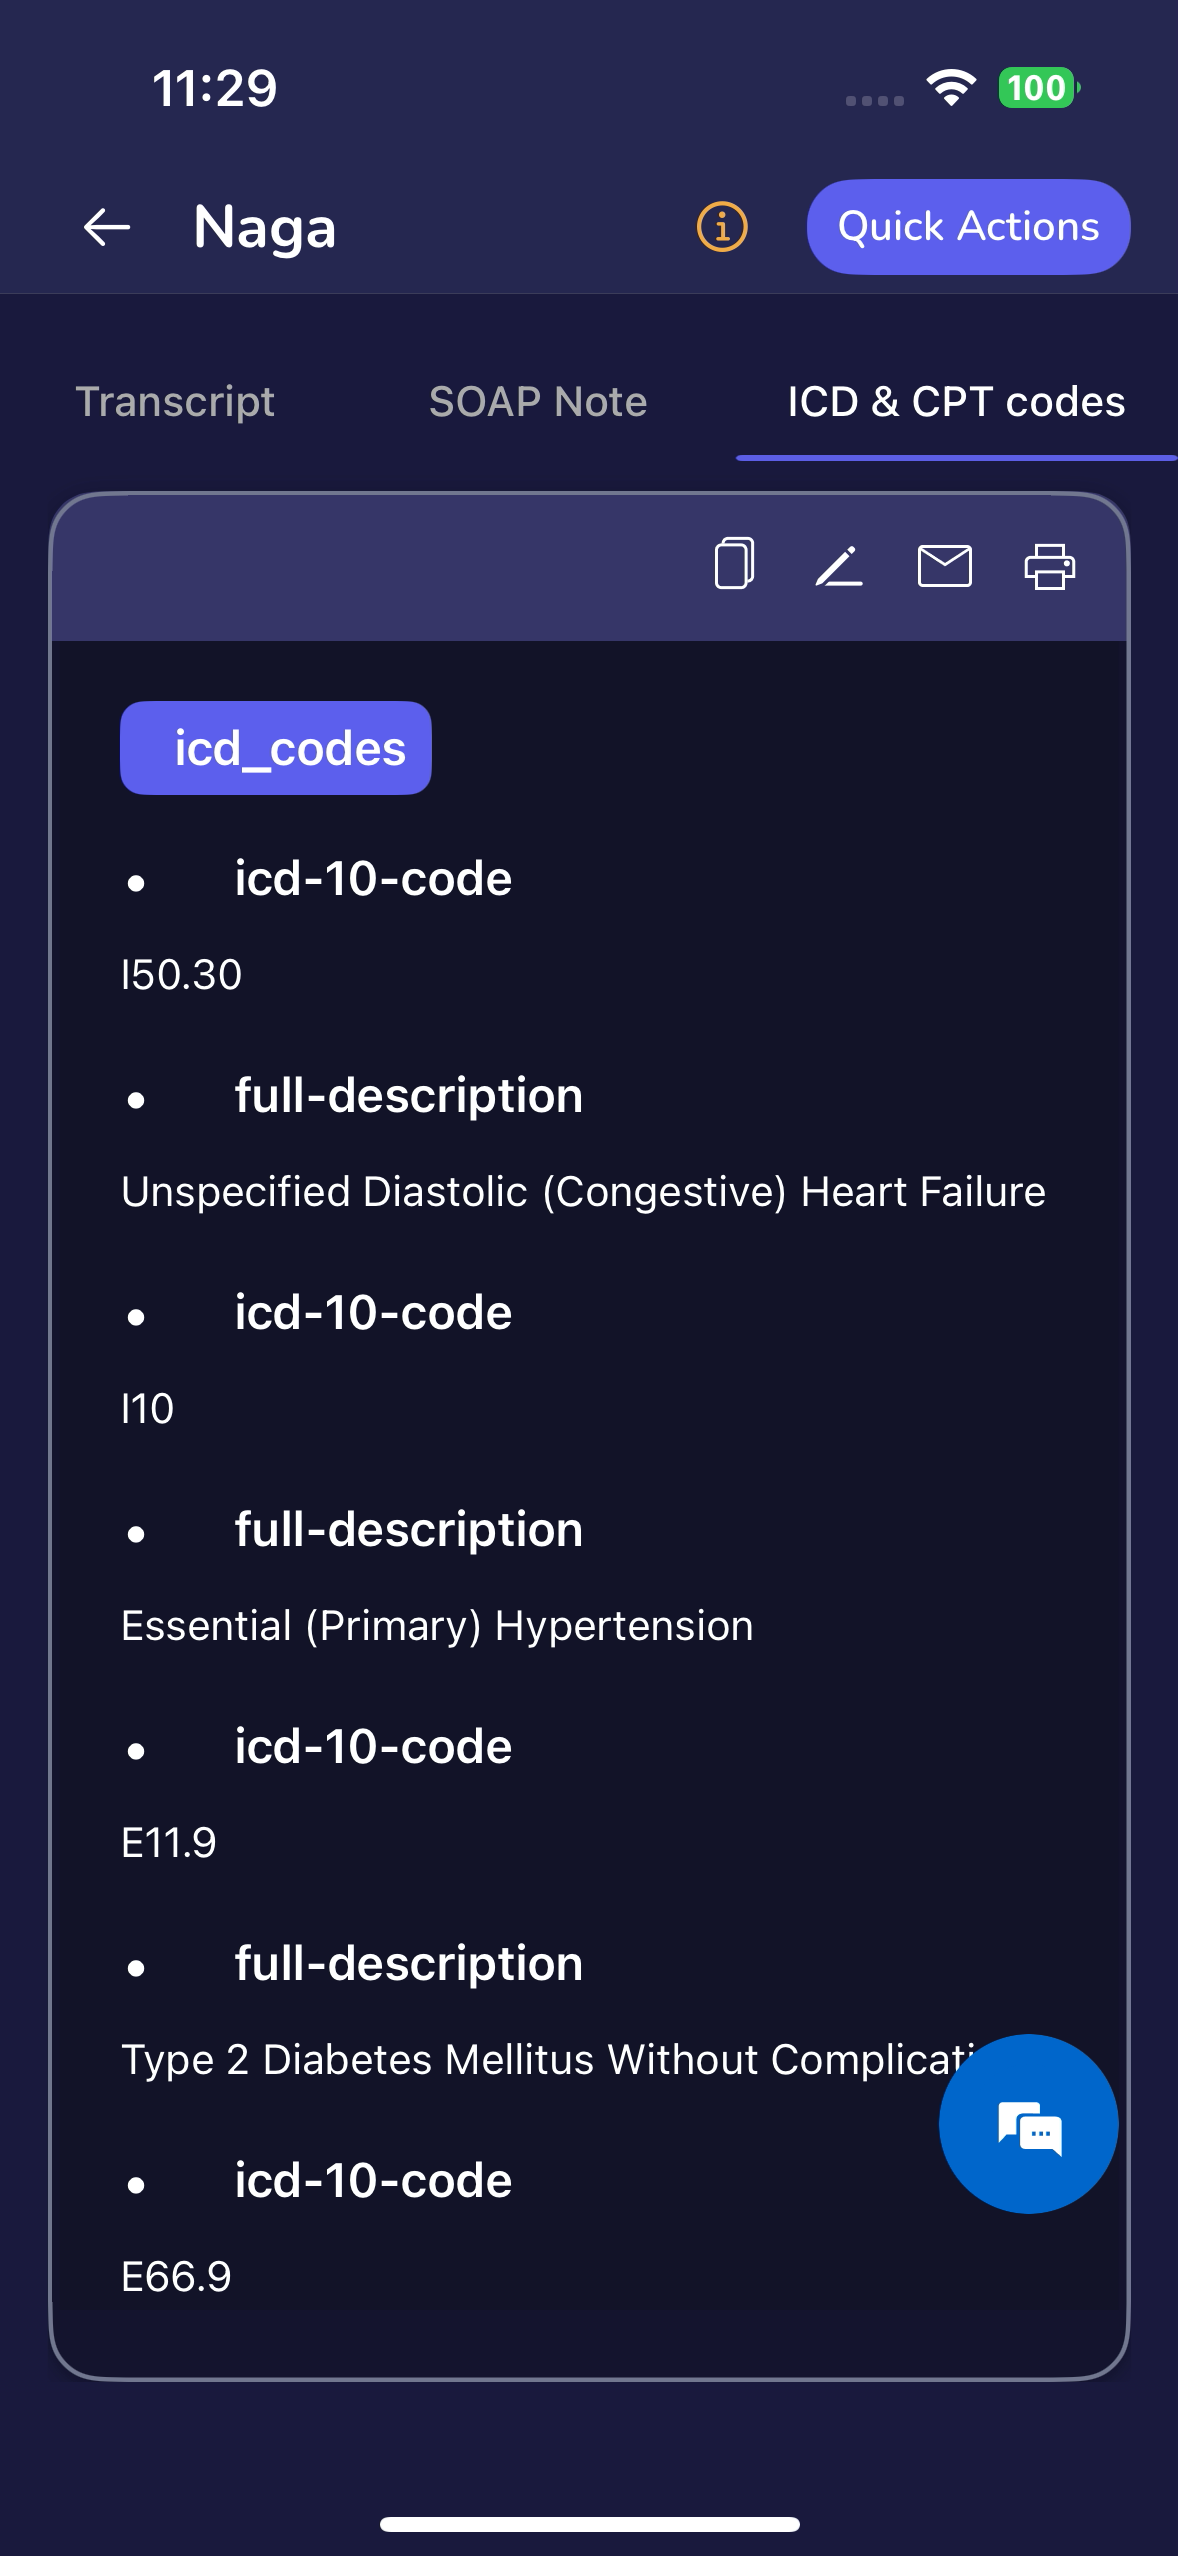 11:29
100
Naga
Quick Actions
Transcript
SOAP Note
ICD & CPT codes
icd_codes
• icd-10-code
I50.30
• full-description
Unspecified Diastolic (Congestive) Heart Failure
• icd-10-code
I10
• full-description
Essential (Primary) Hypertension
• icd-10-code
E11.9
• full-description
Type 2 Diabetes Mellitus Without Complicati
• icd-10-code
E66.9